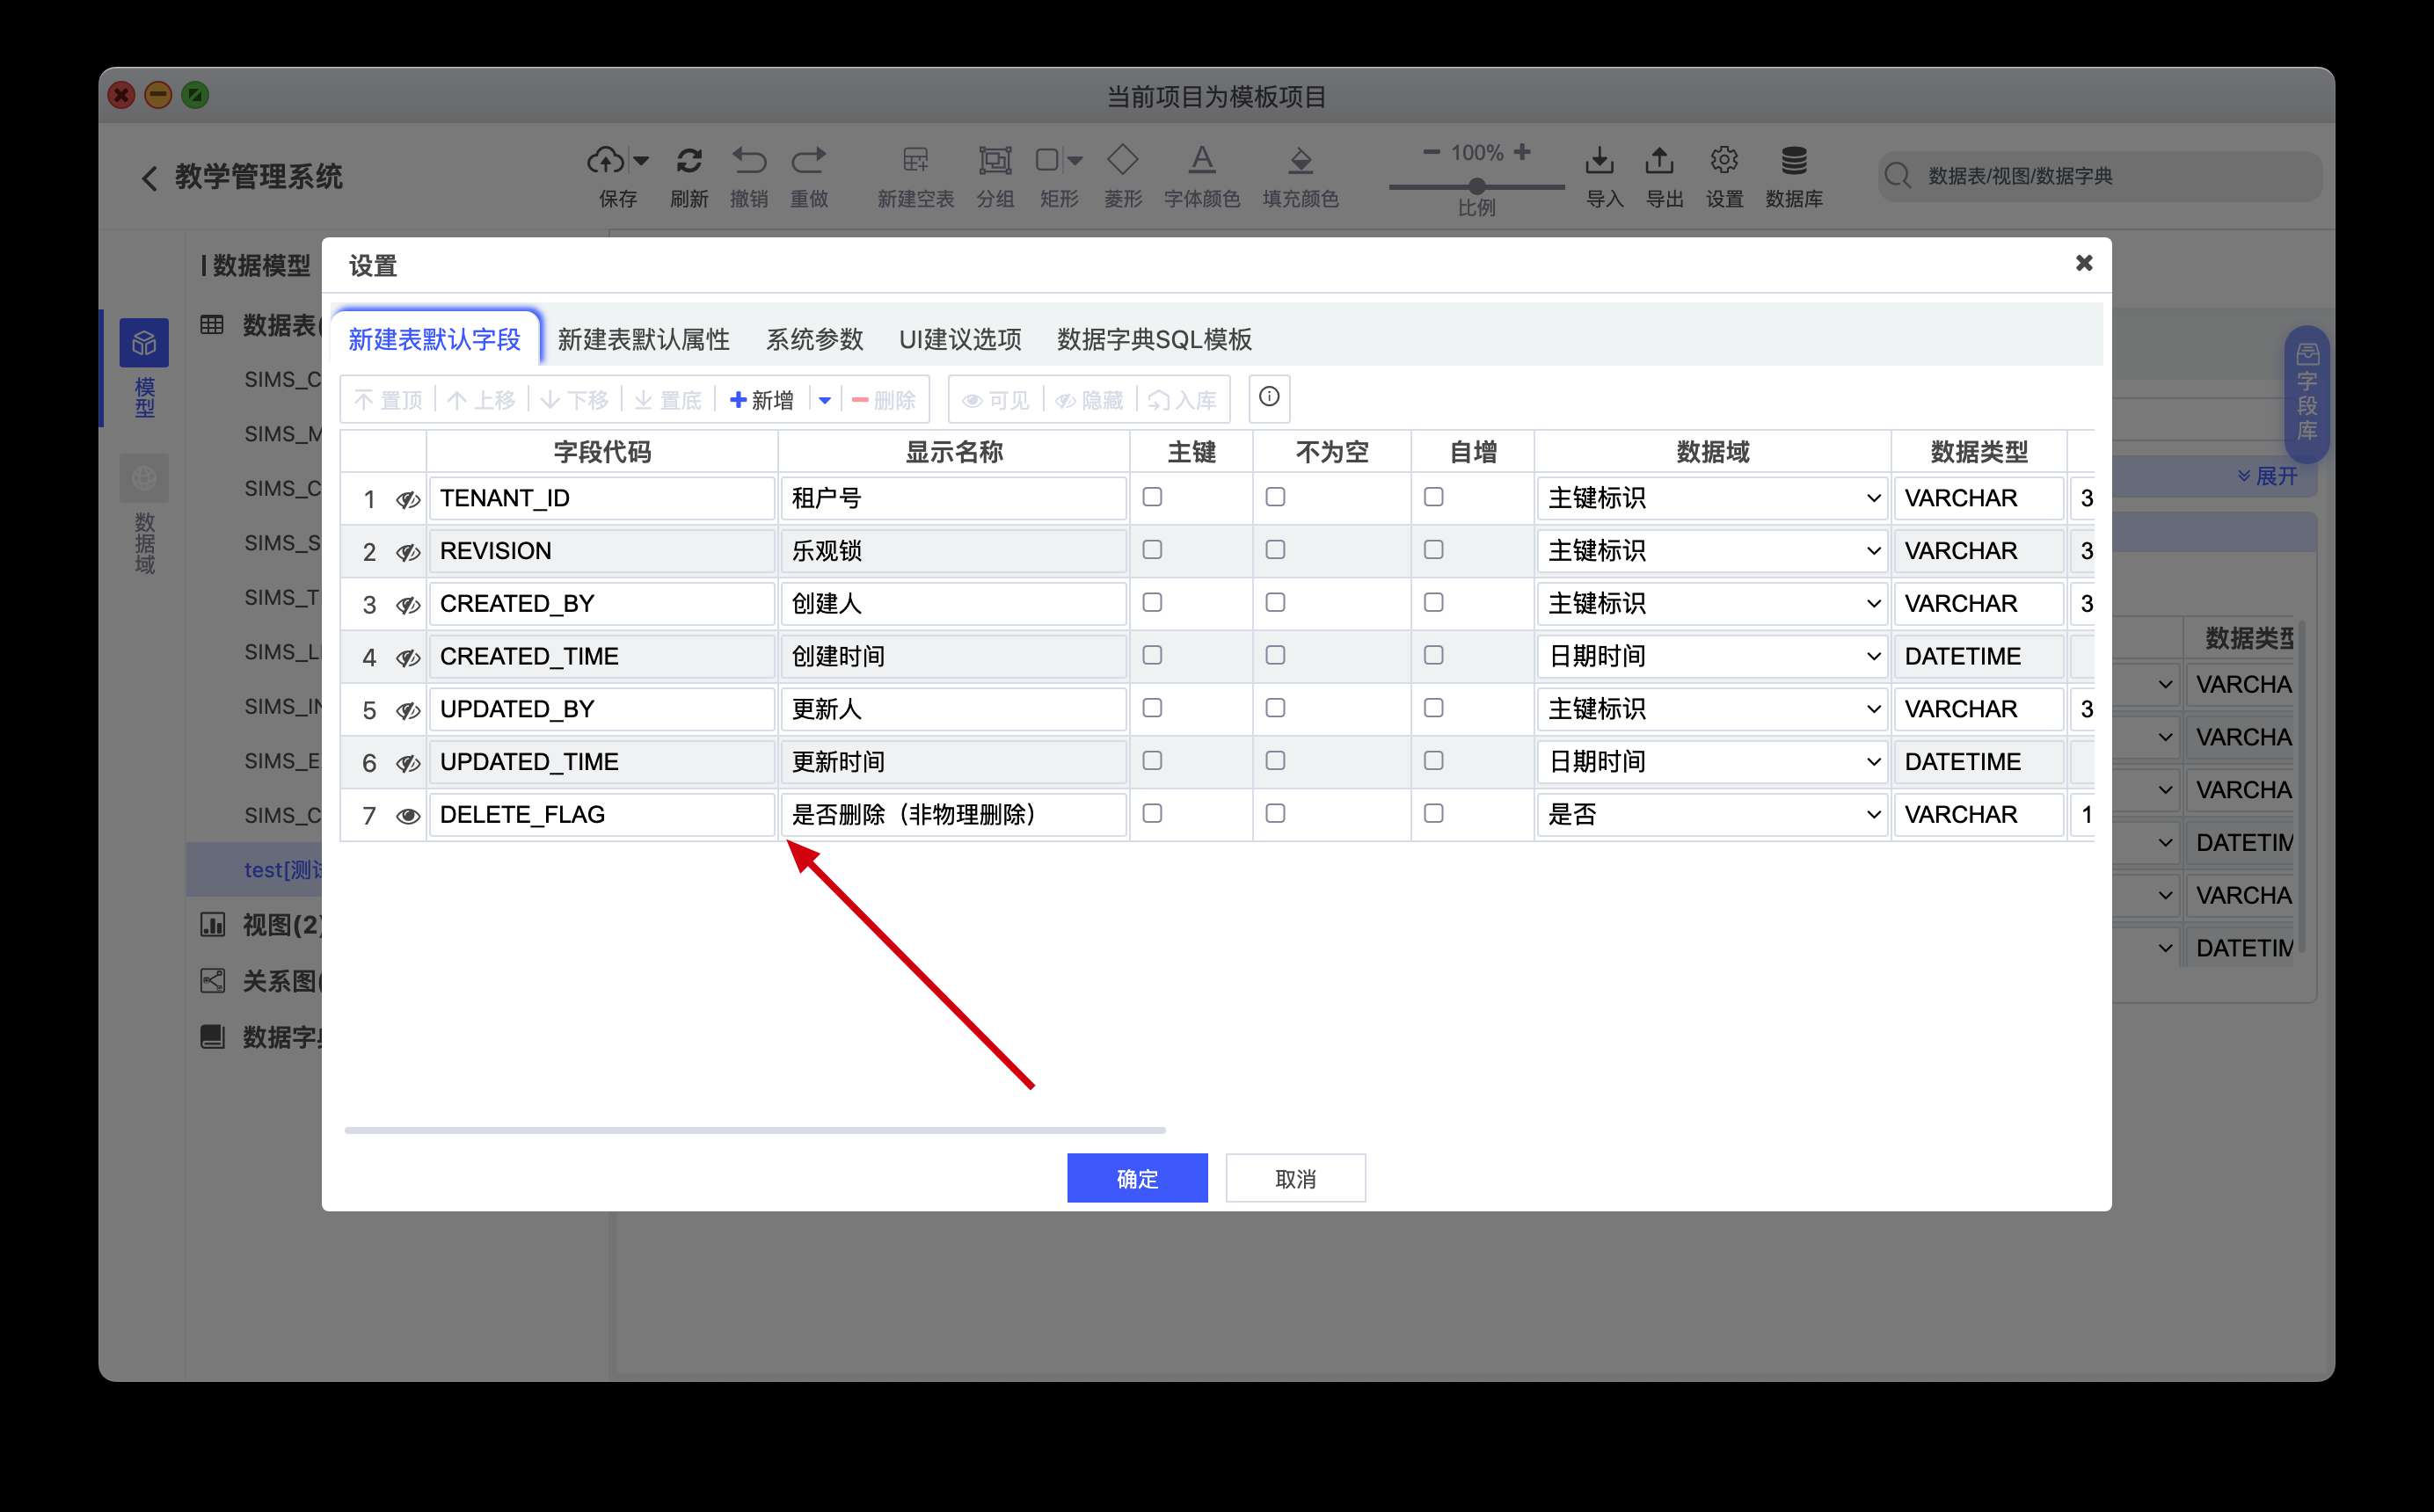 当前项目为模板项目
教学管理系统
保存 刷新 撤销 重做 新建空表 分组 矩形 菱形 字体颜色 填充颜色
100%
比例
导入 导出 设置 数据库
数据表/视图/数据字典
模型
数据域
数据模型
数据表(
SIMS_C
SIMS_M
SIMS_C
SIMS_S
SIMS_T
SIMS_L
SIMS_IN
SIMS_E
SIMS_C
test[测试
视图(2)
关系图(
数据字典
设置
新建表默认字段 新建表默认属性 系统参数 UI建议选项 数据字典SQL模板
置顶 上移 下移 置底 新增 删除 可见 隐藏 入库
字段代码 显示名称 主键 不为空 自增 数据域 数据类型
1 TENANT_ID 租户号 主键标识 VARCHAR 3
2 REVISION 乐观锁 主键标识 VARCHAR 3
3 CREATED_BY 创建人 主键标识 VARCHAR 3
4 CREATED_TIME 创建时间 日期时间 DATETIME
5 UPDATED_BY 更新人 主键标识 VARCHAR 3
6 UPDATED_TIME 更新时间 日期时间 DATETIME
7 DELETE_FLAG 是否删除（非物理删除） 是否 VARCHAR 1
确定 取消
字段库
展开
数据类型
VARCHA
VARCHA
VARCHA
DATETIM
VARCHA
DATETIM